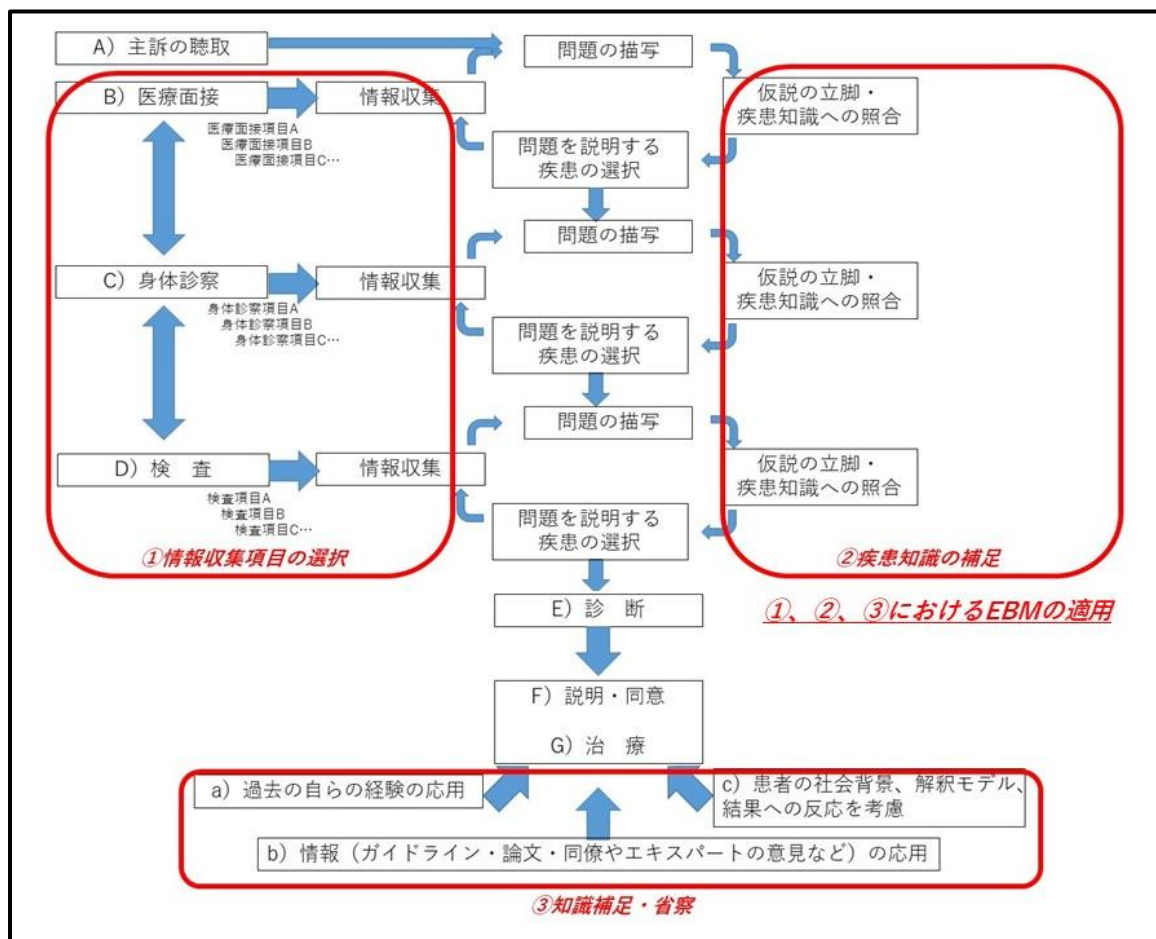 A）主訴の聴取
問題の描写
B）医療面接
情報収集
仮説の立脚・
疾患知識への照合
医療面接項目A
医療面接項目B
医療面接項目C…
問題を説明する
疾患の選択
問題の描写
C）身体診察
情報収集
仮説の立脚・
疾患知識への照合
身体診察項目A
身体診察項目B
身体診察項目C…
問題を説明する
疾患の選択
問題の描写
D）検　査
情報収集
仮説の立脚・
疾患知識への照合
検査項目A
検査項目B
検査項目C…
問題を説明する
疾患の選択
①情報収集項目の選択
②疾患知識の補足
E）診　断
①、②、③におけるEBMの適用
F）説明・同意
G）治　療
a）過去の自らの経験の応用
c）患者の社会背景、解釈モデル、
結果への反応を考慮
b）情報（ガイドライン・論文・同僚やエキスパートの意見など）の応用
③知識補足・省察